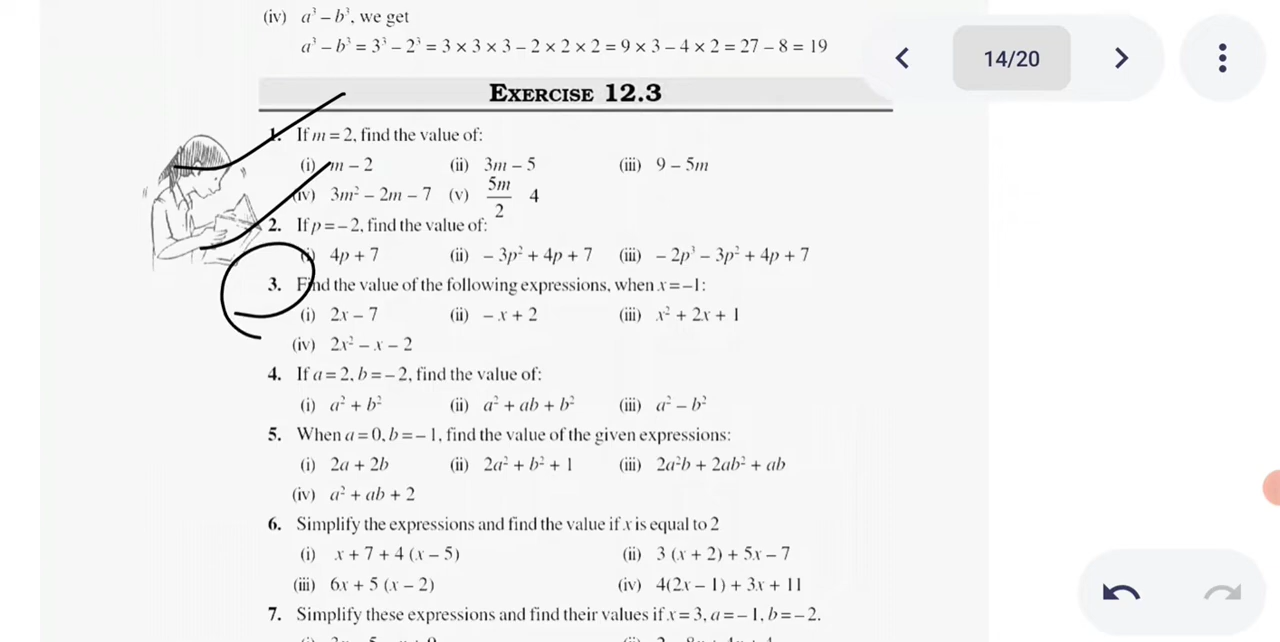 (iv) a³ – b³, we get
a³ – b³ = 3³ – 2³ = 3 × 3 × 3 – 2 × 2 × 2 = 9 × 3 – 4 × 2 = 27 – 8 = 19
14/20
EXERCISE 12.3
1. If m = 2, find the value of:
(i) m – 2 (ii) 3m – 5 (iii) 9 – 5m
(iv) 3m² – 2m – 7 (v) 5m/2 4
2. If p = – 2, find the value of:
(i) 4p + 7 (ii) – 3p² + 4p + 7 (iii) – 2p³ – 3p² + 4p + 7
3. Find the value of the following expressions, when x = –1:
(i) 2x – 7 (ii) – x + 2 (iii) x² + 2x + 1
(iv) 2x² – x – 2
4. If a = 2, b = – 2, find the value of:
(i) a² + b² (ii) a² + ab + b² (iii) a² – b²
5. When a = 0, b = – 1, find the value of the given expressions:
(i) 2a + 2b (ii) 2a² + b² + 1 (iii) 2a²b + 2ab² + ab
(iv) a² + ab + 2
6. Simplify the expressions and find the value if x is equal to 2
(i) x + 7 + 4 (x – 5) (ii) 3 (x + 2) + 5x – 7
(iii) 6x + 5 (x – 2) (iv) 4(2x – 1) + 3x + 11
7. Simplify these expressions and find their values if x = 3, a = – 1, b = – 2.